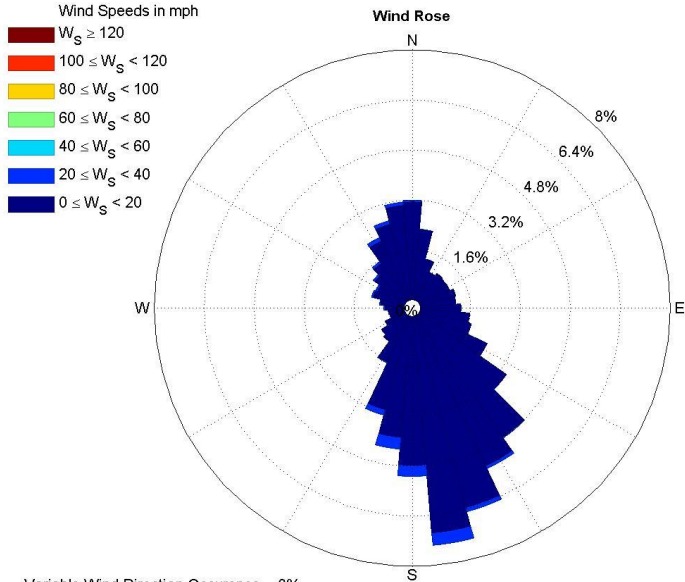 Wind Speeds in mph
W_S ≥ 120
100 ≤ W_S < 120
80 ≤ W_S < 100
60 ≤ W_S < 80
40 ≤ W_S < 60
20 ≤ W_S < 40
0 ≤ W_S < 20
Wind Rose
N
8%
6.4%
4.8%
3.2%
1.6%
0%
W
E
S